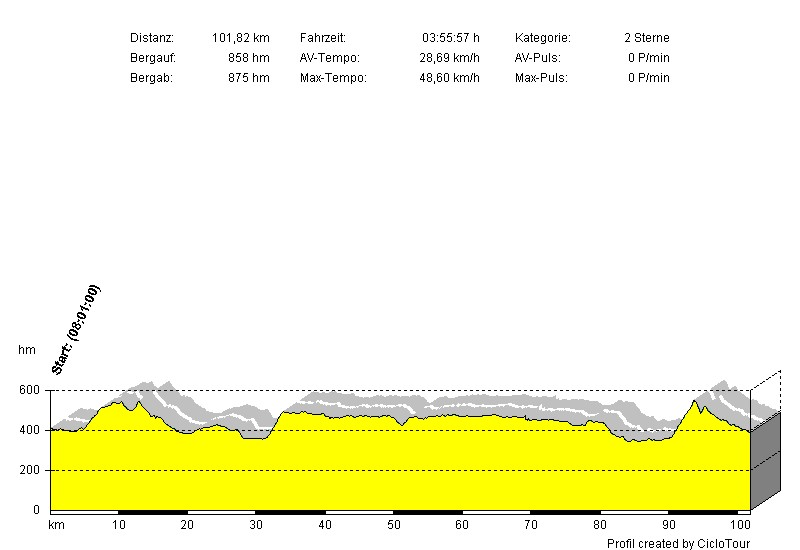 Distanz: 101,82 km Fahrzeit: 03:55:57 h Kategorie: 2 Sterne
Bergauf: 858 hm AV-Tempo: 28,69 km/h AV-Puls: 0 P/min
Bergab: 875 hm Max-Tempo: 48,60 km/h Max-Puls: 0 P/min
Start: (08:01:00)
hm
600
400
200
0
km 10 20 30 40 50 60 70 80 90 100
Profil created by CicloTour